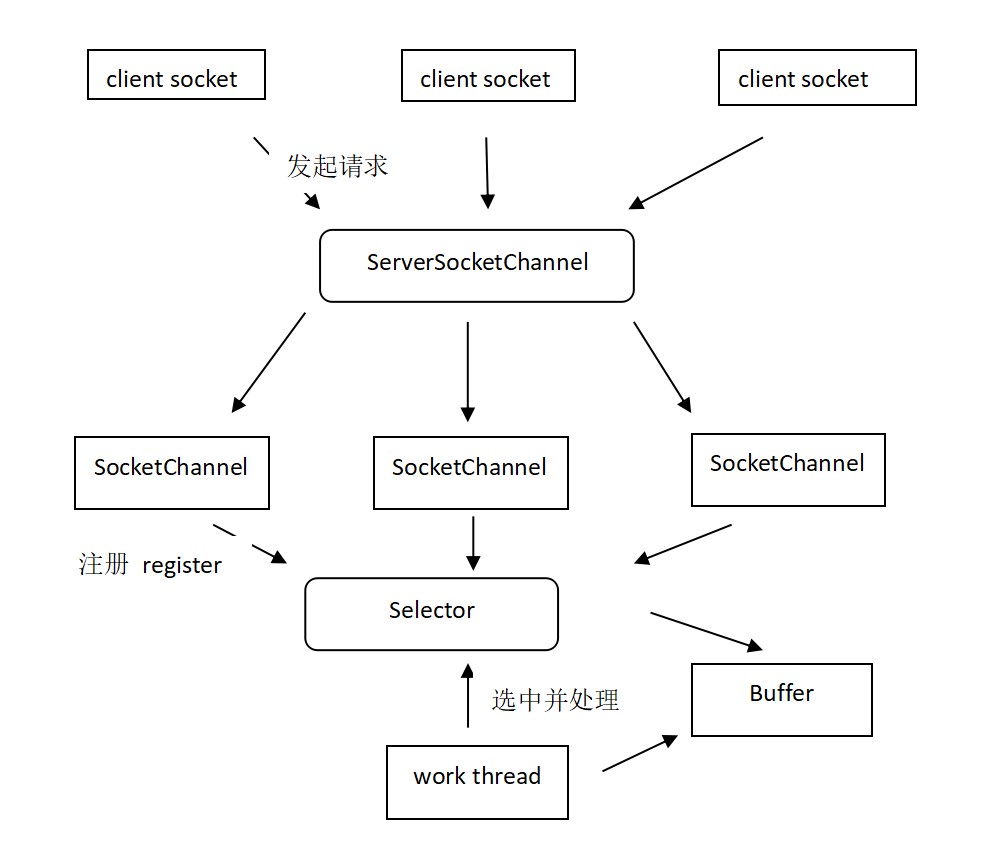 client socket
client socket
client socket
发起请求
ServerSocketChannel
SocketChannel
SocketChannel
SocketChannel
注册 register
Selector
选中并处理
Buffer
work thread